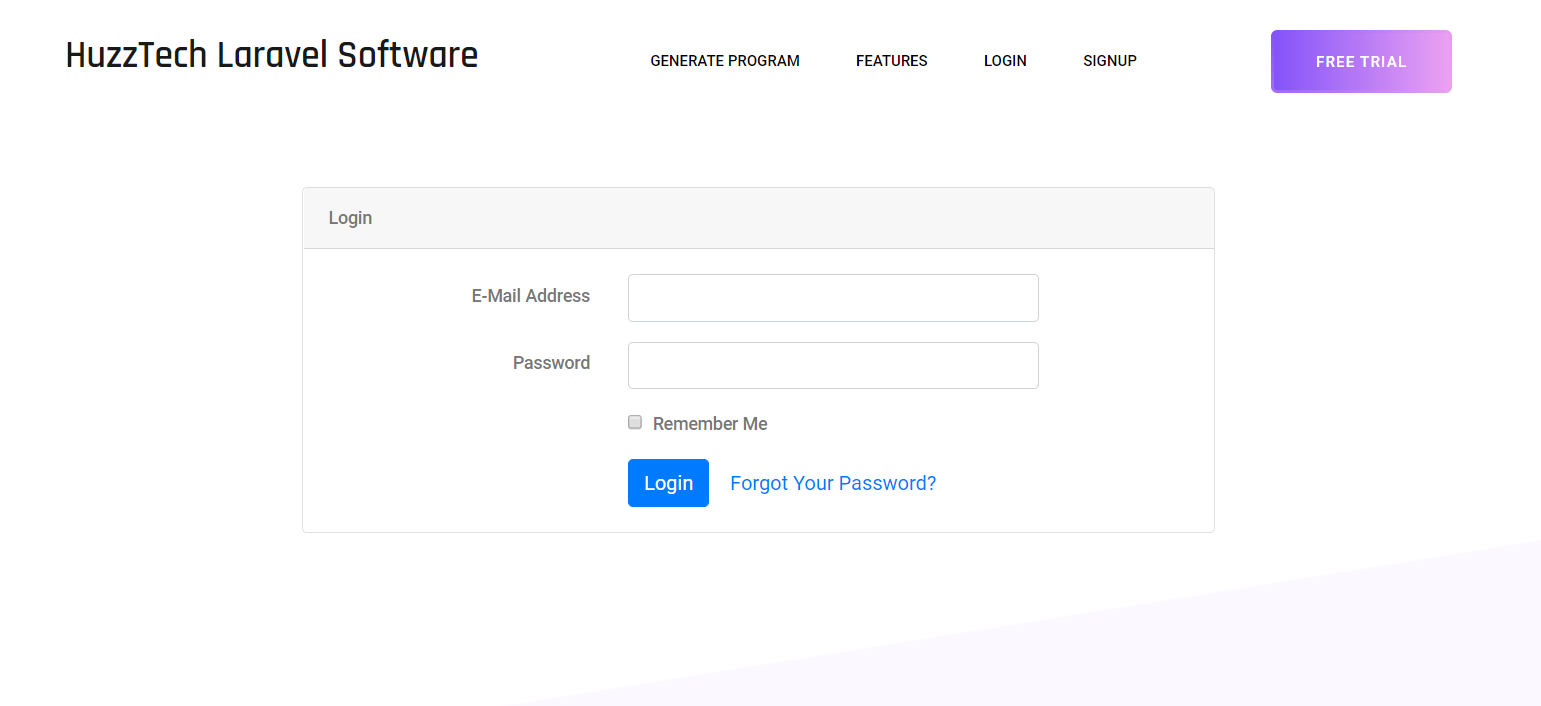 HuzzTech Laravel Software
GENERATE PROGRAM FEATURES LOGIN SIGNUP FREE TRIAL
Login
E-Mail Address
Password
Remember Me
Login Forgot Your Password?